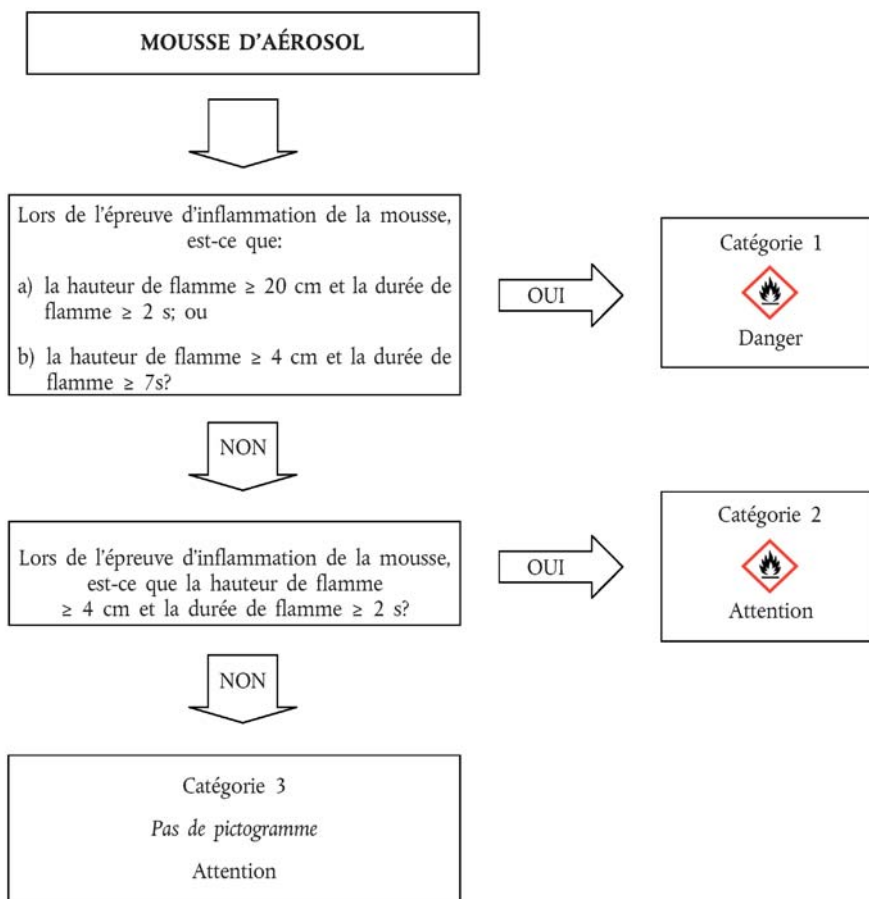 MOUSSE D'AÉROSOL
Lors de l'épreuve d'inflammation de la mousse,
est-ce que:
a) la hauteur de flamme ≥ 20 cm et la durée de
flamme ≥ 2 s; ou
b) la hauteur de flamme ≥ 4 cm et la durée de
flamme ≥ 7s?
OUI
Catégorie 1
Danger
NON
Lors de l'épreuve d'inflammation de la mousse,
est-ce que la hauteur de flamme
≥ 4 cm et la durée de flamme ≥ 2 s?
OUI
Catégorie 2
Attention
NON
Catégorie 3
Pas de pictogramme
Attention